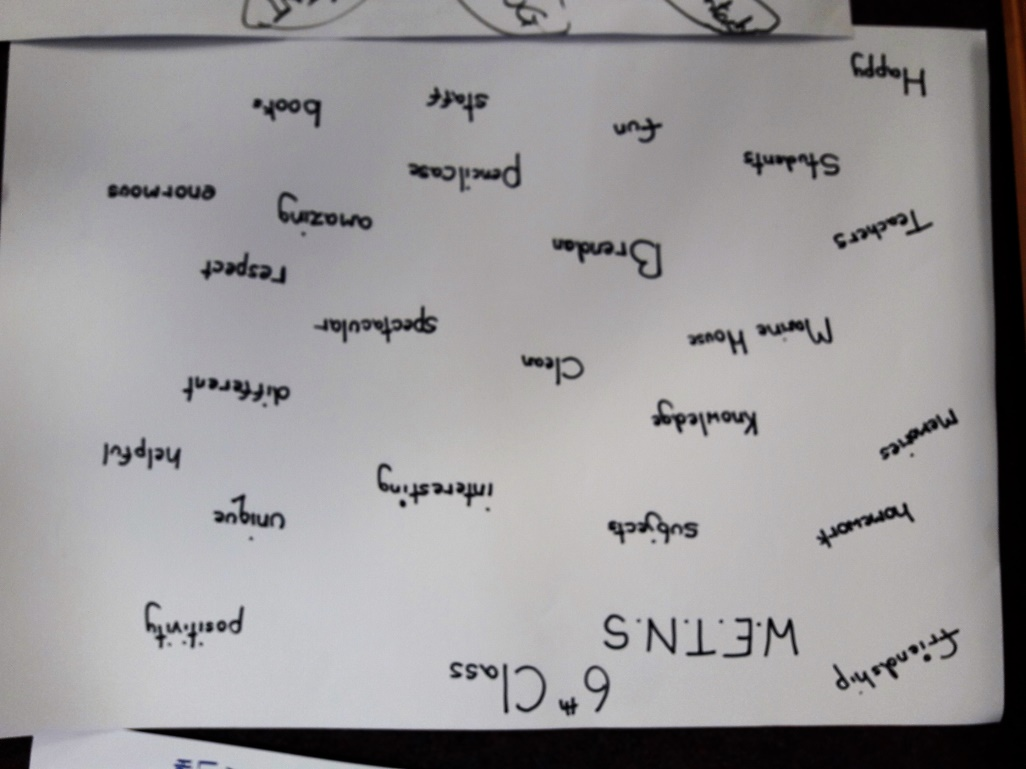 6th Class
W.E.T.N.S
friendship
positivity
homework
subjects
unique
interesting
helpful
memories
Knowledge
different
Clean
Marine House
spectacular
respect
Brendan
Teachers
amazing
enormous
pencilcase
Students
fun
books
staff
Happy